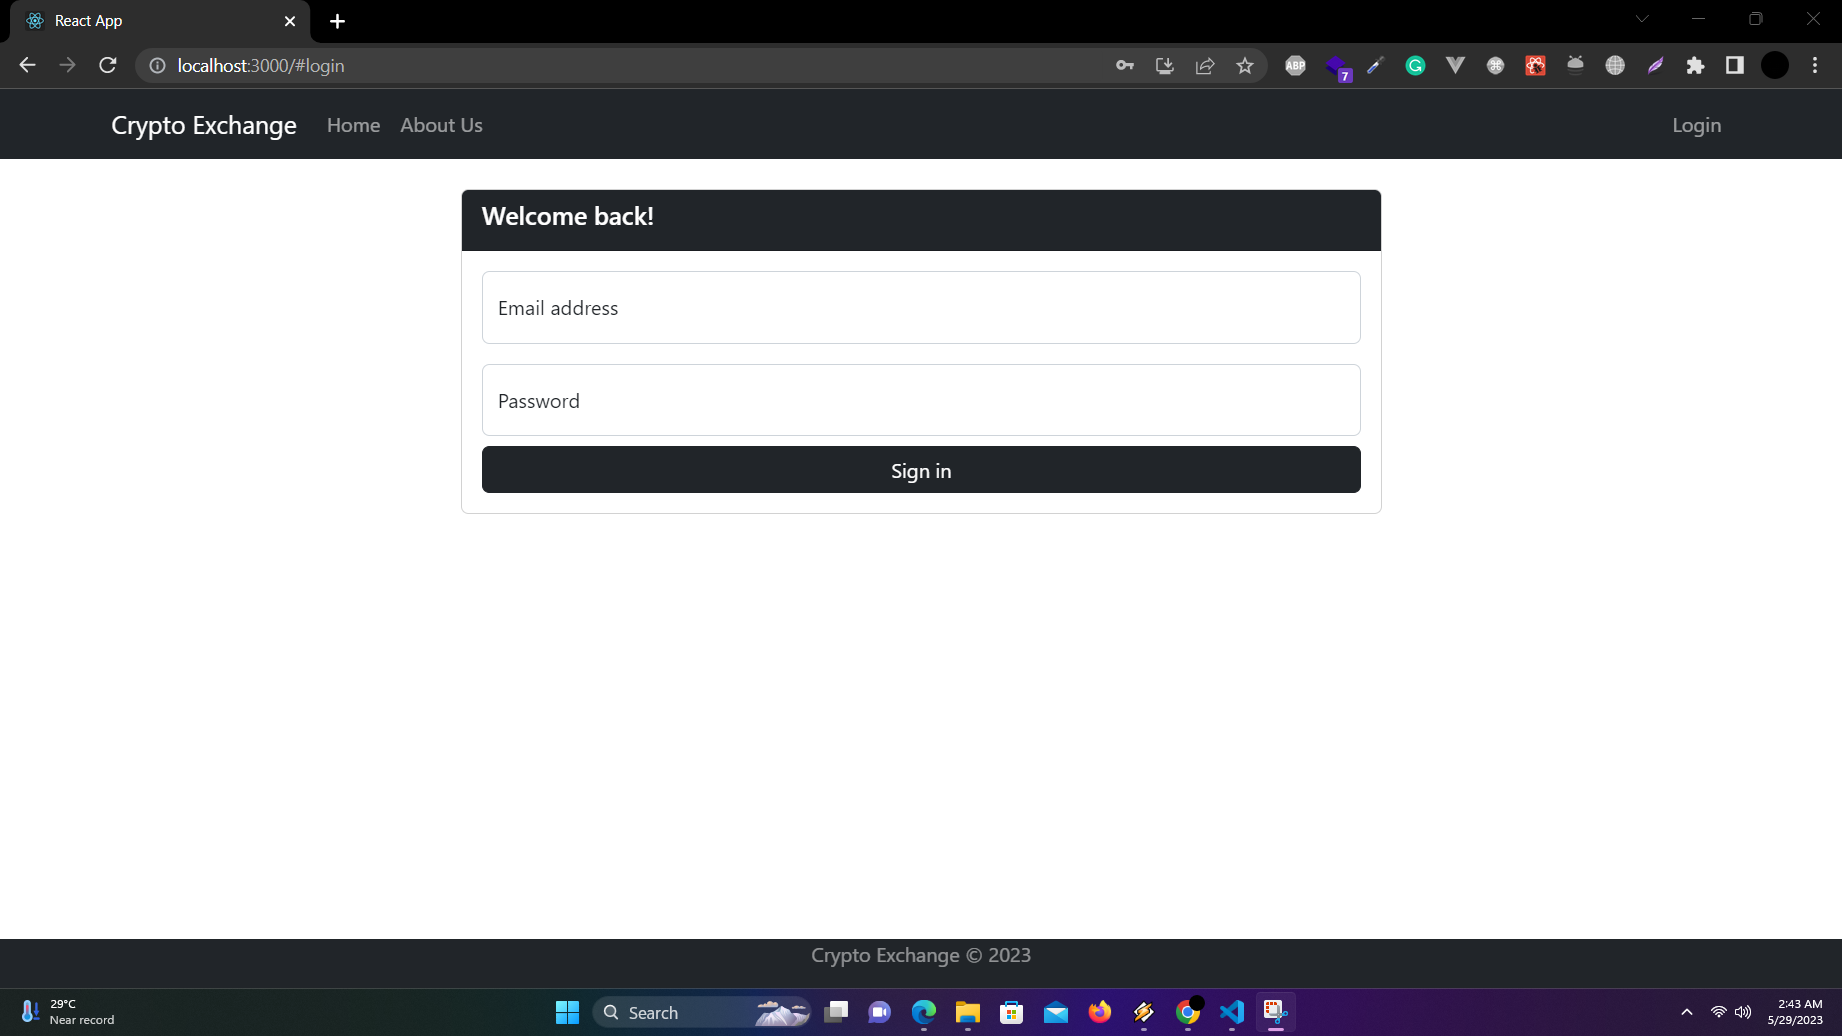 React App
localhost:3000/#login
ABP
7
Crypto Exchange
Home
About Us
Login
Welcome back!
Email address
Password
Sign in
Crypto Exchange © 2023
29°C
Near record
Search
2:43 AM
5/29/2023